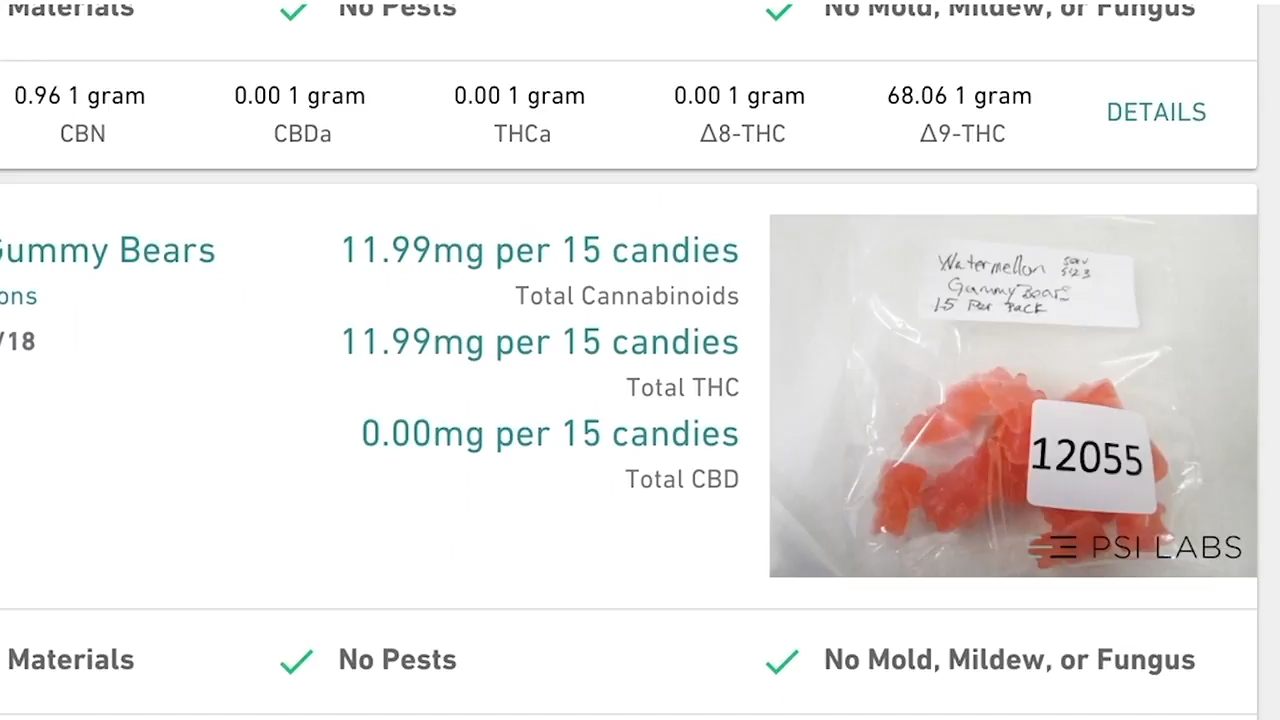 Materials
No Pests
No Mold, Mildew, or Fungus
0.96 1 gram
0.00 1 gram
0.00 1 gram
0.00 1 gram
68.06 1 gram
CBN
CBDa
THCa
Δ8-THC
Δ9-THC
DETAILS
Gummy Bears
ons
/18
11.99mg per 15 candies
Total Cannabinoids
11.99mg per 15 candies
Total THC
0.00mg per 15 candies
Total CBD
Watermellon
Gummy Bears
15 Per Pack
12055
PSI LABS
Materials
No Pests
No Mold, Mildew, or Fungus